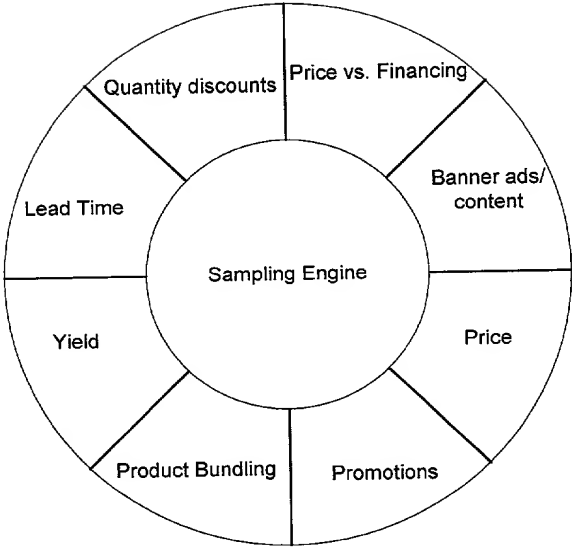 Quantity discounts
Price vs. Financing
Banner ads/
content
Lead Time
Sampling Engine
Yield
Price
Product Bundling
Promotions